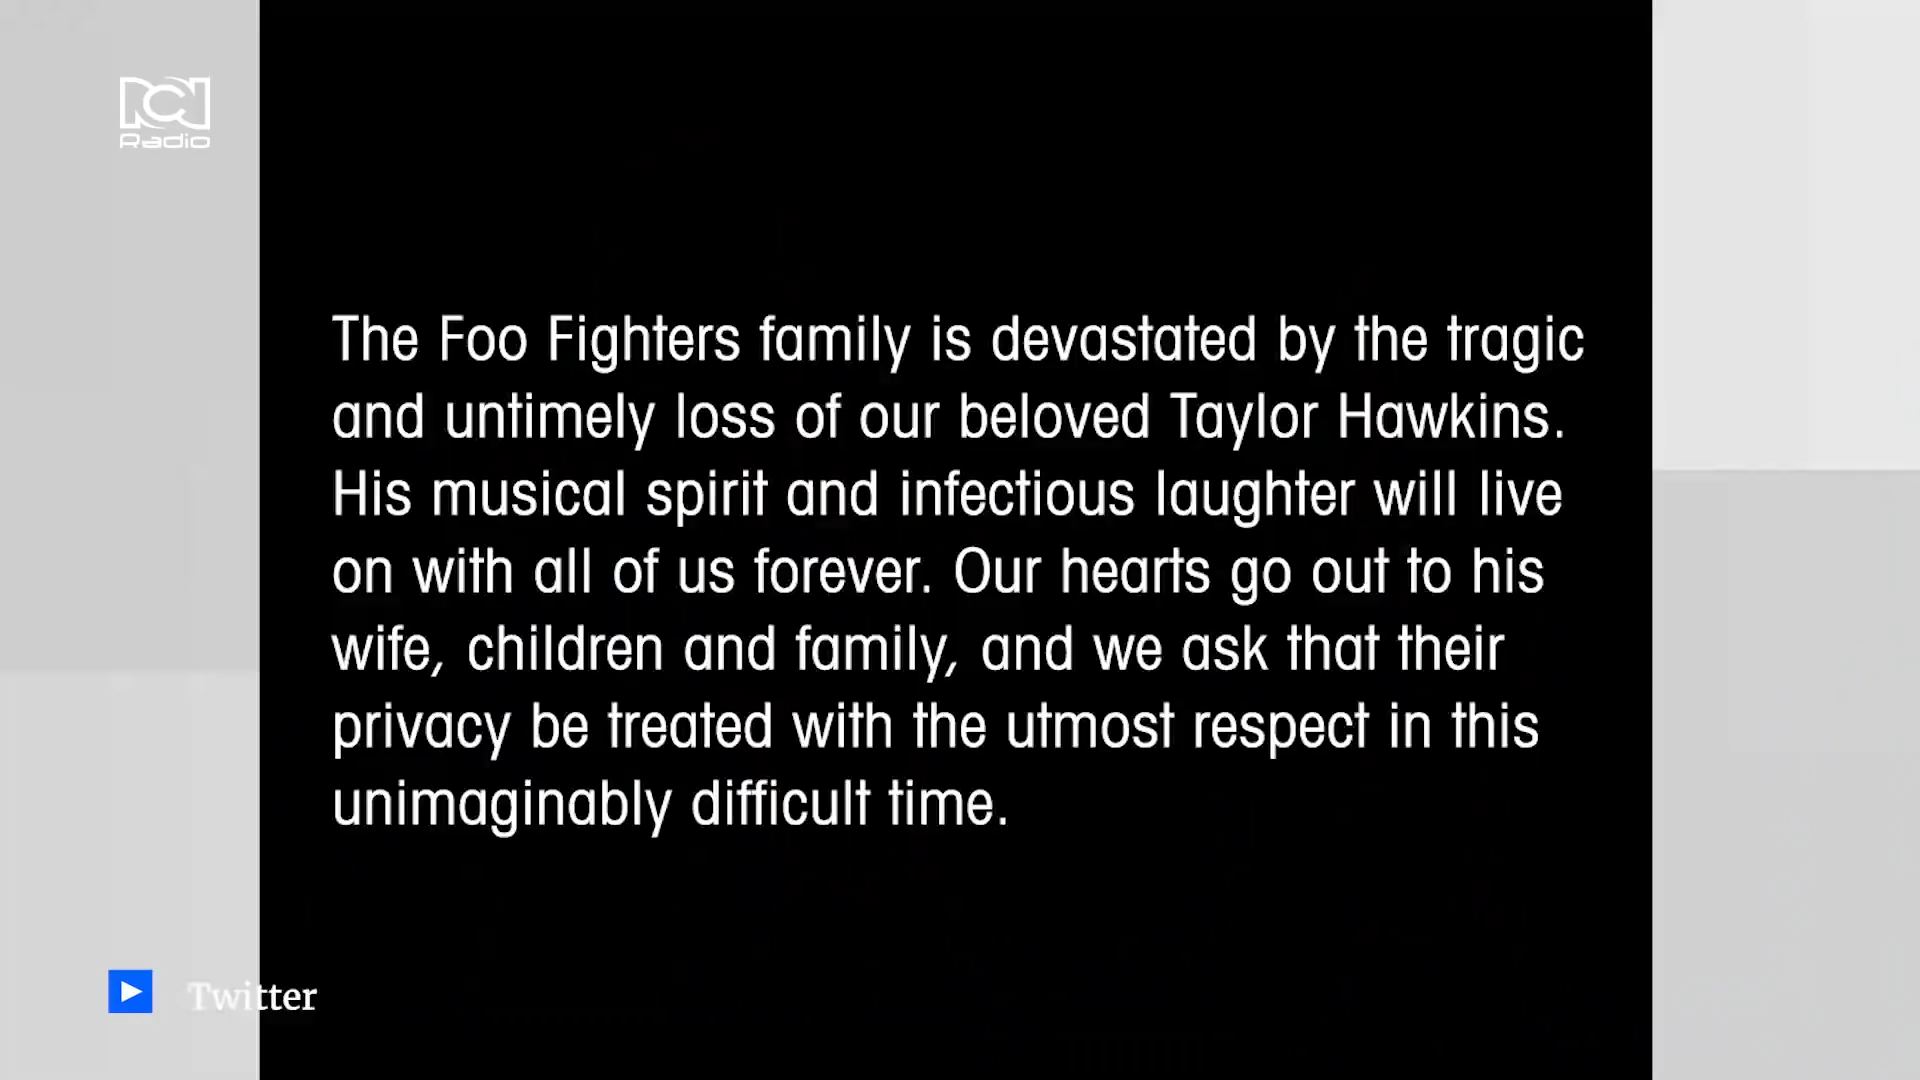 RCN
Radio
The Foo Fighters family is devastated by the tragic
and untimely loss of our beloved Taylor Hawkins.
His musical spirit and infectious laughter will live
on with all of us forever. Our hearts go out to his
wife, children and family, and we ask that their
privacy be treated with the utmost respect in this
unimaginably difficult time.
Twitter